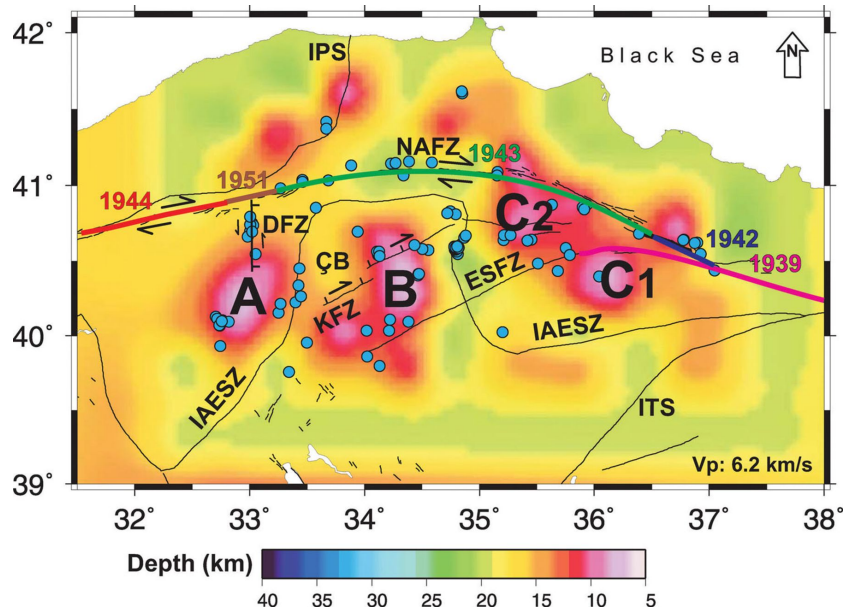 42°
41°
40°
39°
IPS
Black Sea
N
NAFZ
1943
1951
1944
DFZ
C2
1942
ÇB
ESFZ
1939
A
B
C1
KFZ
IAESZ
IAESZ
ITS
Vp: 6.2 km/s
32° 33° 34° 35° 36° 37° 38°
Depth (km)
40 35 30 25 20 15 10 5